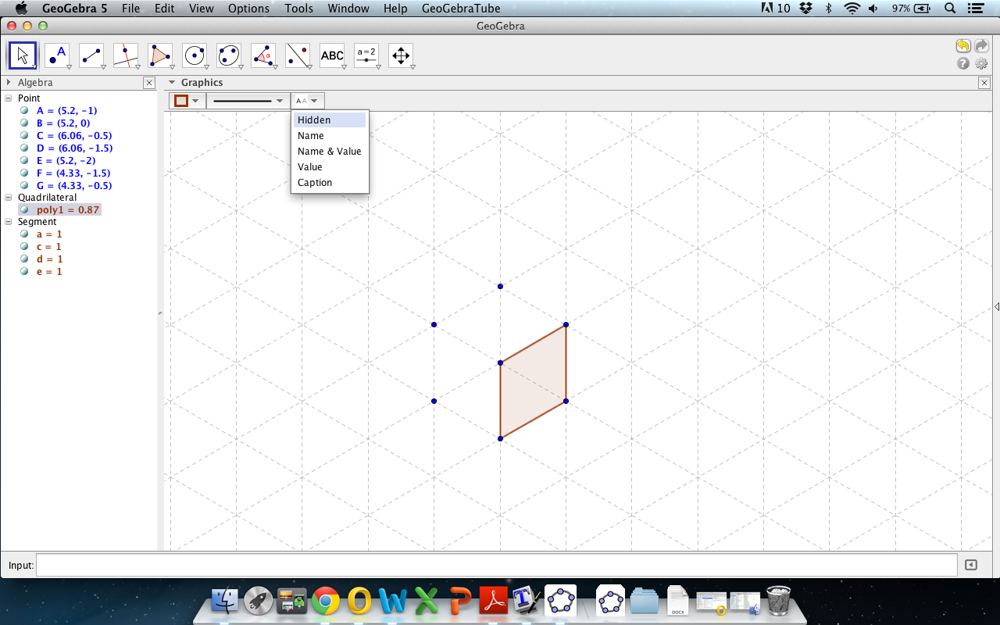 GeoGebra 5 File Edit View Options Tools Window Help GeoGebraTube 10 97%
GeoGebra
A ABC a=2 α
Algebra
Graphics
Point
A = (5.2, -1)
B = (5.2, 0)
C = (6.06, -0.5)
D = (6.06, -1.5)
E = (5.2, -2)
F = (4.33, -1.5)
G = (4.33, -0.5)
Quadrilateral
poly1 = 0.87
Segment
a = 1
c = 1
d = 1
e = 1
AA
Hidden
Name
Name & Value
Value
Caption
Input:
DOCX